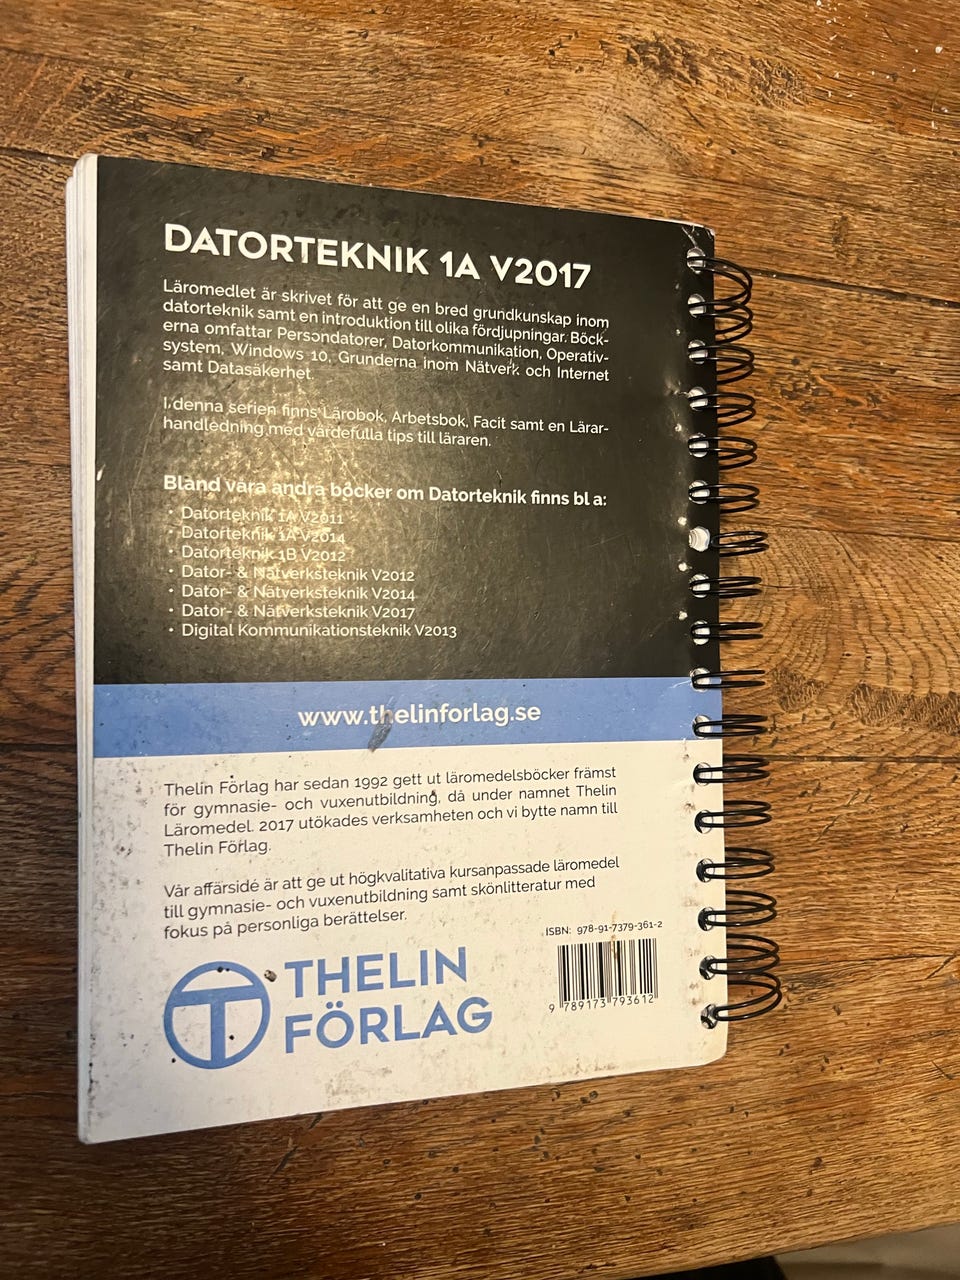 DATORTEKNIK 1A V2017
Läromedlet är skrivet för att ge en bred grundkunskap inom
datorteknik samt en introduktion till olika fördjupningar. Böck-
erna omfattar Persondatorer, Datorkommunikation, Operativ-
system, Windows 10, Grunderna inom Nätverk och Internet
samt Datasäkerhet.
I denna serien finns Lärobok, Arbetsbok, Facit samt en Lärar-
handledning med värdefulla tips till läraren.
Bland våra andra böcker om Datorteknik finns bl a:
• Datorteknik 1A V2011
• Datorteknik 1A V2014
• Datorteknik 1B V2012
• Dator- & Nätverksteknik V2012
• Dator- & Nätverksteknik V2014
• Dator- & Nätverksteknik V2017
• Digital Kommunikationsteknik V2013
www.thelinforlag.se
Thelin Förlag har sedan 1992 gett ut läromedelsböcker främst
för gymnasie- och vuxenutbildning, då under namnet Thelin
Läromedel. 2017 utökades verksamheten och vi bytte namn till
Thelin Förlag.
Vår affärsidé är att ge ut högkvalitativa kursanpassade läromedel
till gymnasie- och vuxenutbildning samt skönlitteratur med
fokus på personliga berättelser.
ISBN: 978-91-7379-361-2
9 789173 793612
THELIN
FÖRLAG